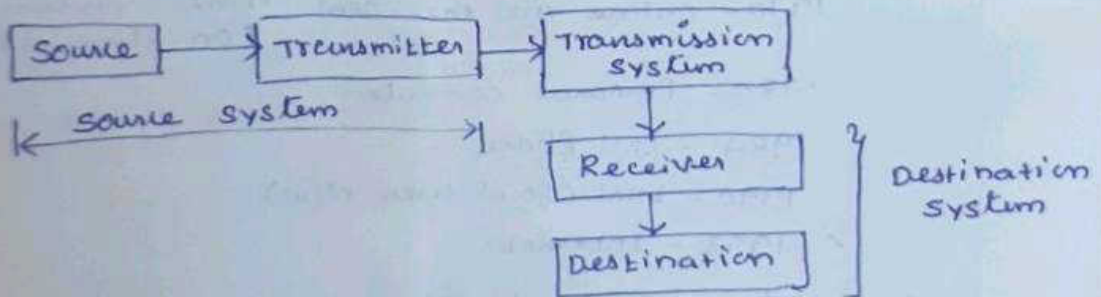 Source
Transmitter
Transmission
system
source system
Receiver
Destination
Destination
system